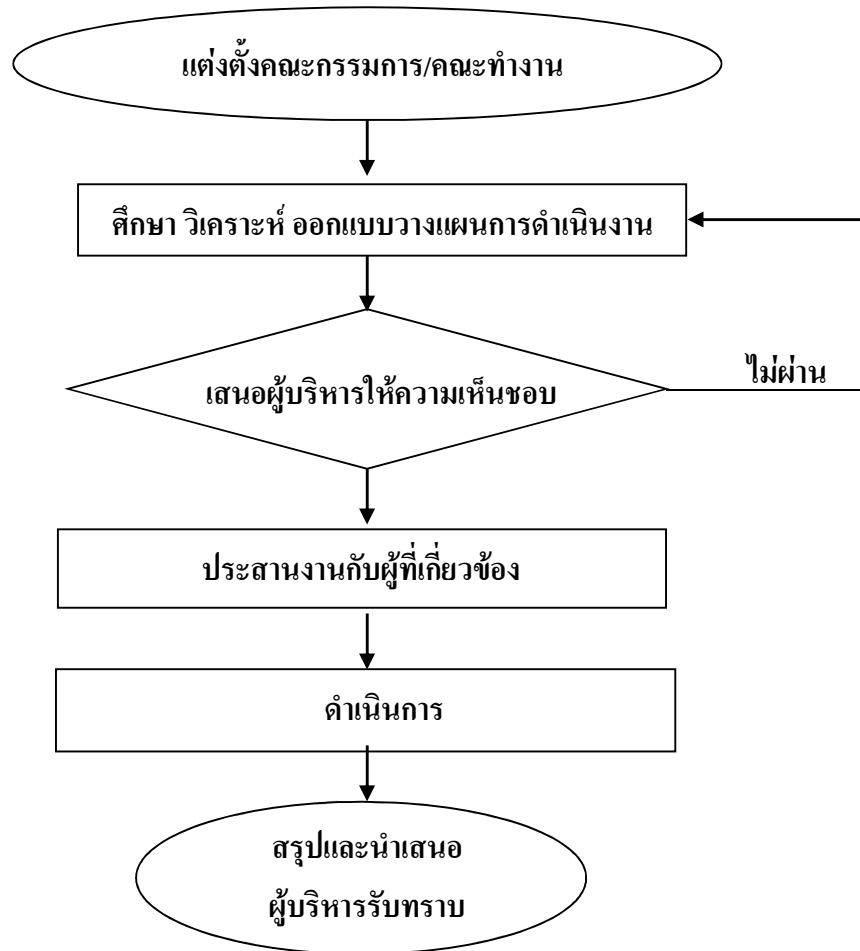 แต่งตั้งคณะกรรมการ/คณะทำงาน
ศึกษา วิเคราะห์ ออกแบบวางแผนการดำเนินงาน
เสนอผู้บริหารให้ความเห็นชอบ
ไม่ผ่าน
ประสานงานกับผู้ที่เกี่ยวข้อง
ดำเนินการ
สรุปและนำเสนอ
ผู้บริหารรับทราบ